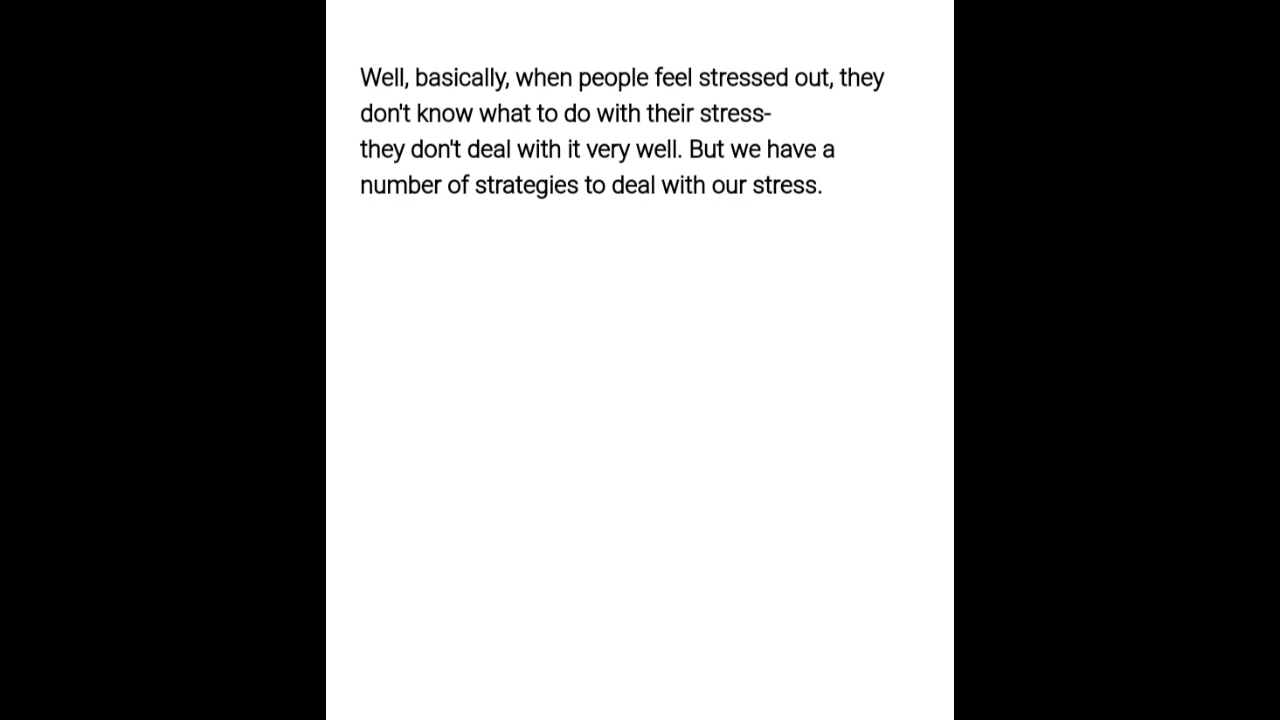 Well, basically, when people feel stressed out, they
don't know what to do with their stress-
they don't deal with it very well. But we have a
number of strategies to deal with our stress.